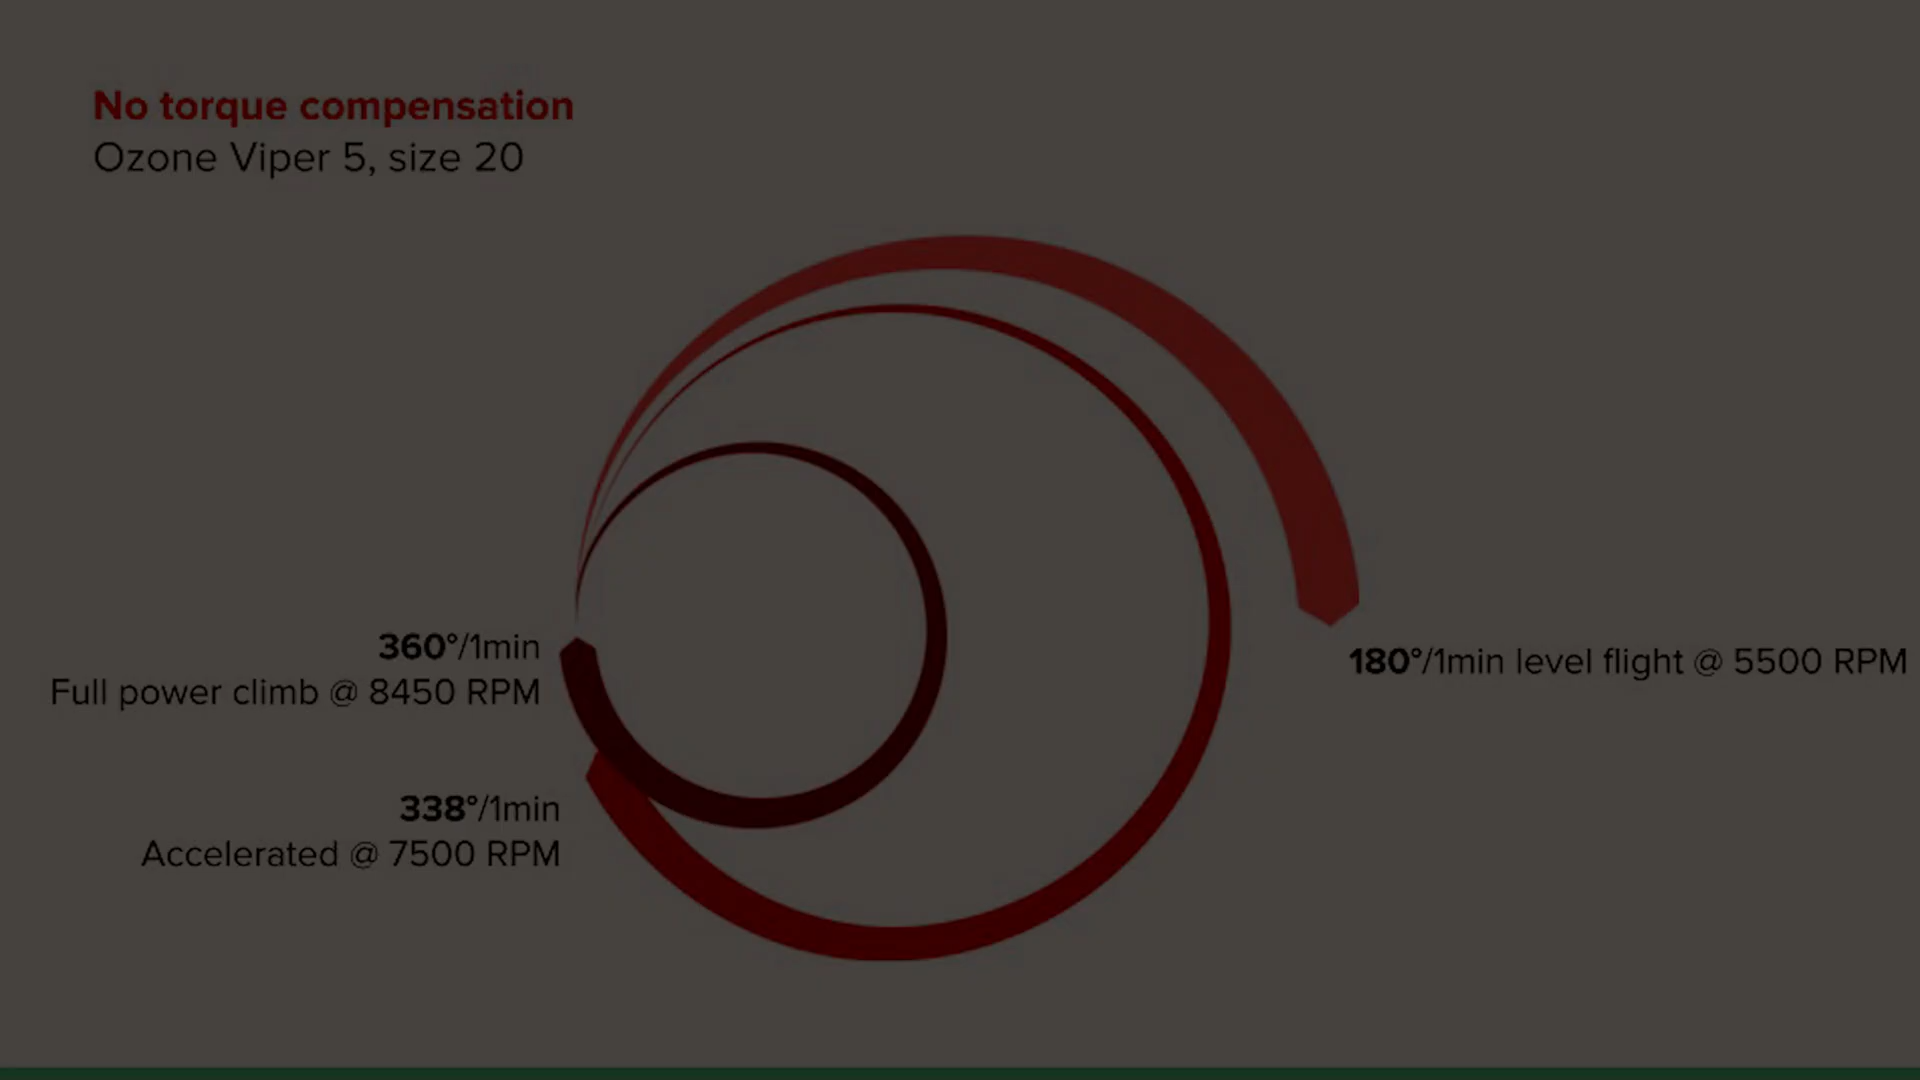 No torque compensation
Ozone Viper 5, size 20
360°/1min
Full power climb @ 8450 RPM
180°/1min level flight @ 5500 RPM
338°/1min
Accelerated @ 7500 RPM